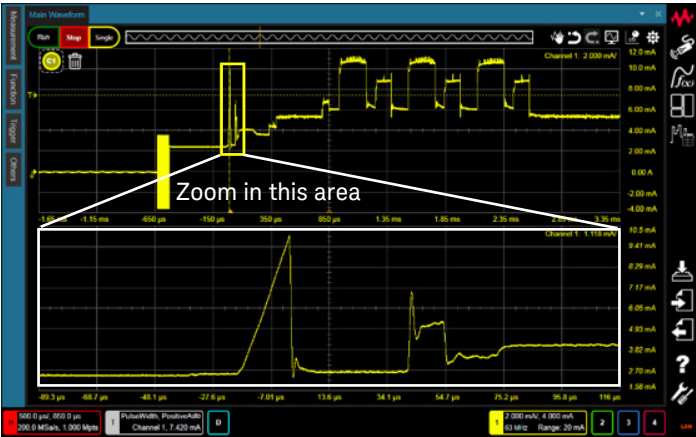 Main Waveform
Measurement
Function
Trigger
Others
Run
Stop
Single
C1
Channel 1: 2.000 mA/
T
12.0 mA
10.0 mA
8.00 mA
6.00 mA
4.00 mA
2.00 mA
0.00 A
-2.00 mA
-4.00 mA
Zoom in this area
-1.65 ms
-1.15 ms
-650 µs
-150 µs
350 µs
850 µs
1.35 ms
1.85 ms
2.35 ms
3.35 ms
Channel 1: 1.118 mA/
10.5 mA
9.41 mA
8.29 mA
7.17 mA
6.05 mA
4.93 mA
3.82 mA
2.70 mA
1.58 mA
-89.3 µs
-68.7 µs
-48.1 µs
-27.6 µs
-7.01 µs
13.6 µs
34.1 µs
54.7 µs
75.2 µs
95.8 µs
116 µs
H
500.0 µs/, 850.0 µs
200.0 MSa/s, 1.000 Mpts
T
PulseWidth, PositiveAuto
Channel 1, 7.420 mA
D
1
2.000 mA/, 4.000 mA
63 MHz Range: 20 mA
2
3
4
LAN
f(x)
?